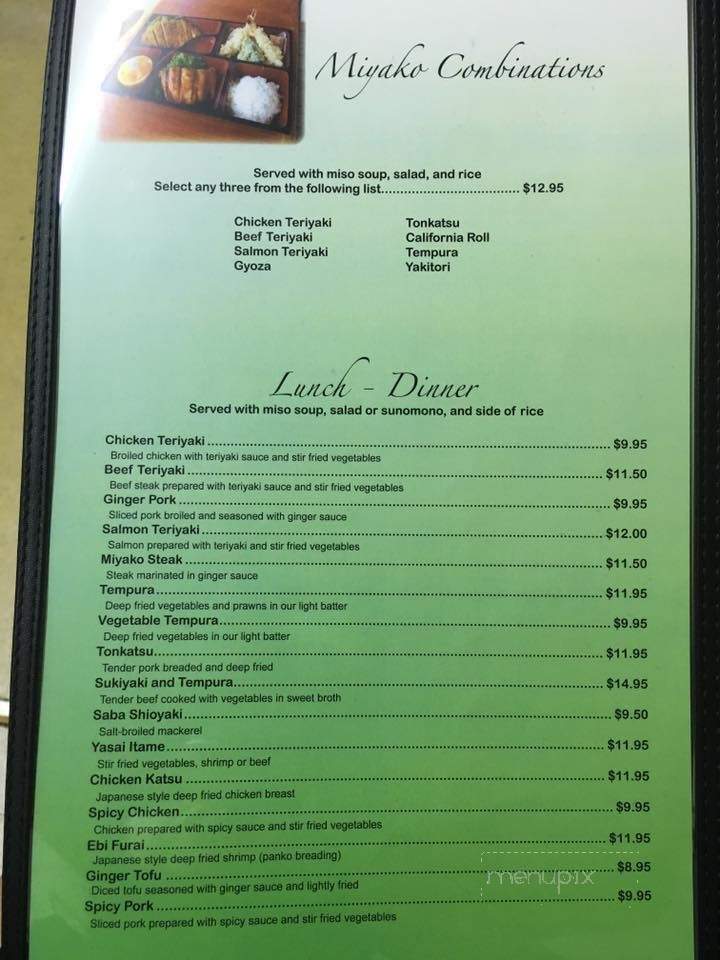 Miyako Combinations
Served with miso soup, salad, and rice
Select any three from the following list................................... $12.95
Chicken Teriyaki
Beef Teriyaki
Salmon Teriyaki
Gyoza
Tonkatsu
California Roll
Tempura
Yakitori
Lunch - Dinner
Served with miso soup, salad or sunomono, and side of rice
Chicken Teriyaki ........................................ $9.95
Broiled chicken with teriyaki sauce and stir fried vegetables
Beef Teriyaki ........................................ $11.50
Beef steak prepared with teriyaki sauce and stir fried vegetables
Ginger Pork ........................................ $9.95
Sliced pork broiled and seasoned with ginger sauce
Salmon Teriyaki ........................................ $12.00
Salmon prepared with teriyaki and stir fried vegetables
Miyako Steak ........................................ $11.50
Steak marinated in ginger sauce
Tempura ........................................ $11.95
Deep fried vegetables and prawns in our light batter
Vegetable Tempura ........................................ $9.95
Deep fried vegetables in our light batter
Tonkatsu ........................................ $11.95
Tender pork breaded and deep fried
Sukiyaki and Tempura ........................................ $14.95
Tender beef cooked with vegetables in sweet broth
Saba Shioyaki ........................................ $9.50
Salt-broiled mackerel
Yasai Itame ........................................ $11.95
Stir fried vegetables, shrimp or beef
Chicken Katsu ........................................ $11.95
Japanese style deep fried chicken breast
Spicy Chicken ........................................ $9.95
Chicken prepared with spicy sauce and stir fried vegetables
Ebi Furai ........................................ $11.95
Japanese style deep fried shrimp (panko breading)
Ginger Tofu ........................................ $8.95
Diced tofu seasoned with ginger sauce and lightly fried
Spicy Pork ........................................ $9.95
Sliced pork prepared with spicy sauce and stir fried vegetables
menupix